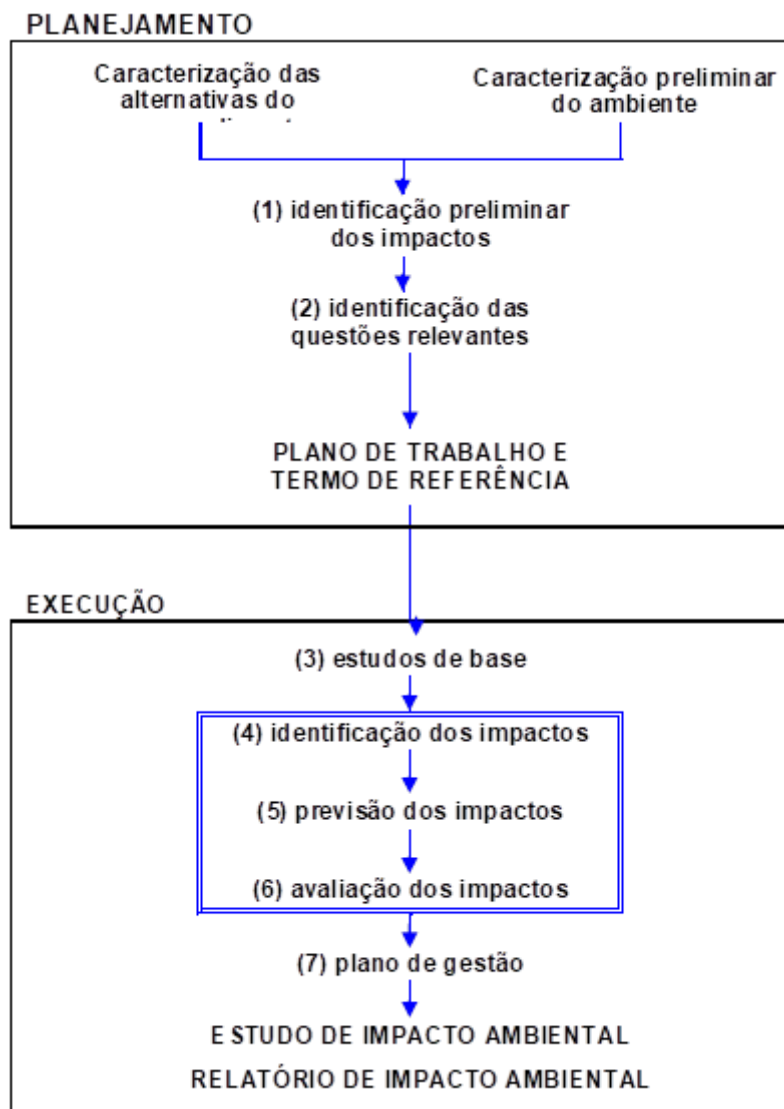 PLANEJAMENTO
Caracterização das
alternativas do
Caracterização preliminar
do ambiente
(1) identificação preliminar
dos impactos
(2) identificação das
questões relevantes
PLANO DE TRABALHO E
TERMO DE REFERÊNCIA
EXECUÇÃO
(3) estudos de base
(4) identificação dos impactos
(5) previsão dos impactos
(6) avaliação dos impactos
(7) plano de gestão
ESTUDO DE IMPACTO AMBIENTAL
RELATÓRIO DE IMPACTO AMBIENTAL